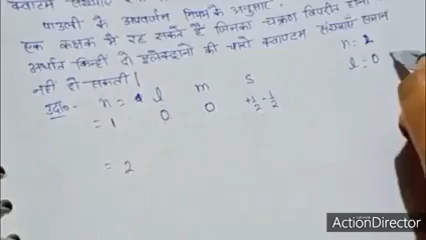 क्वाटम संख्याएँ
पाउली के अपवर्जन नियम के अनुसार
एक कक्षक में रह सकते हैं जिनका चक्रण विपरीत होना
अर्थात किन्हीं दो इलेक्ट्रानो की चारो क्वाण्टम संख्याएँ समान
नहीं हो सकती।
n = 2
l = 0
उदा०- n = l m s
= 1 0 0 +1/2 -1/2
= 2
ActionDirector